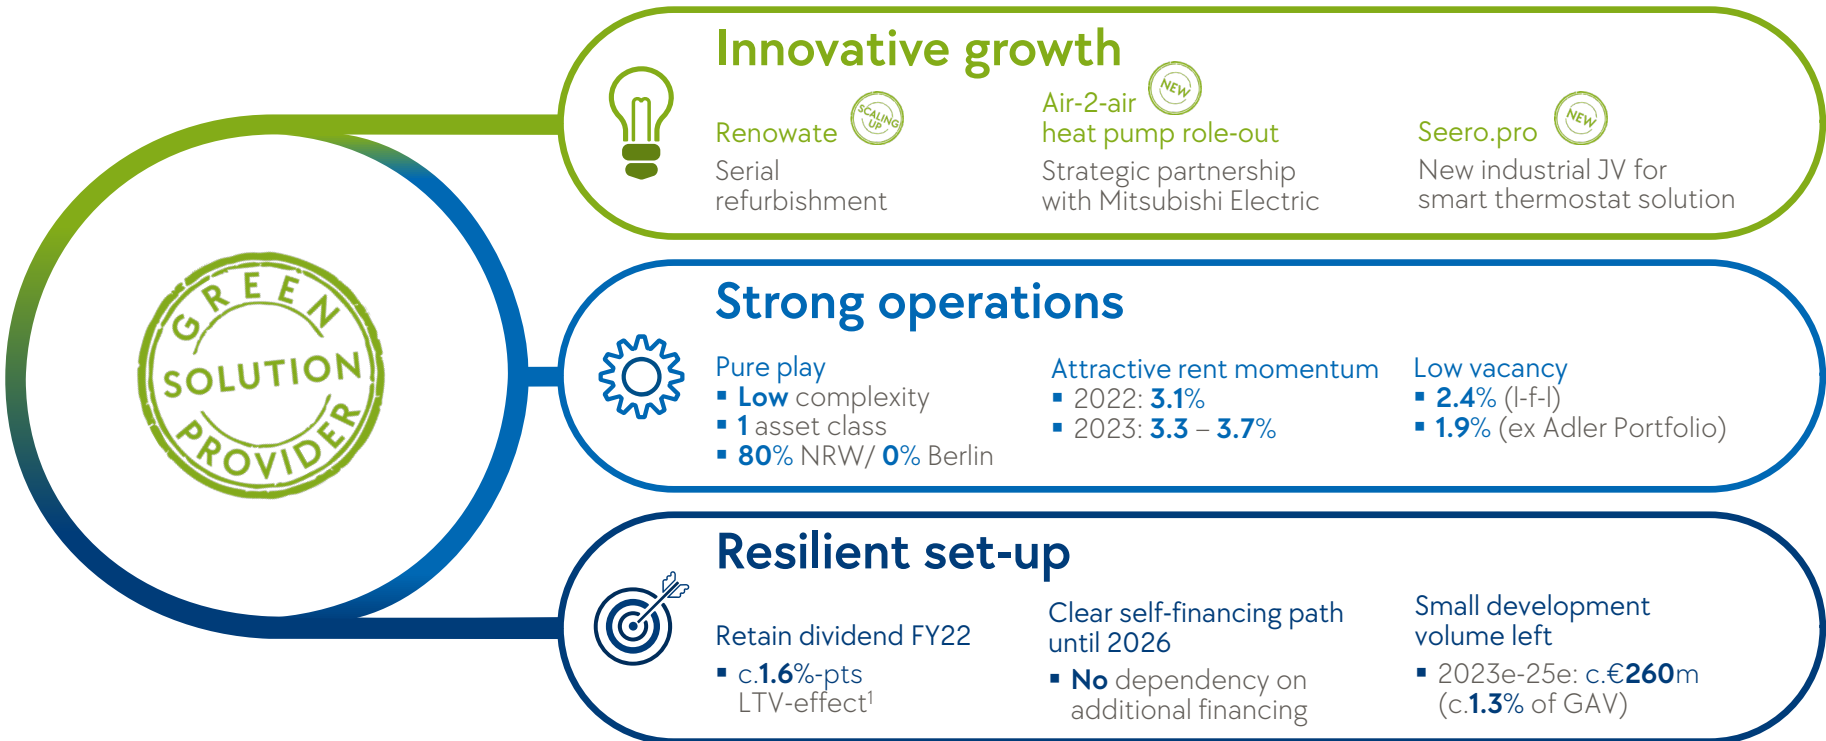 GREEN
SOLUTION
PROVIDER
Innovative growth
Renowate
SCALING
UP
Serial
refurbishment
Air-2-air
NEW
heat pump role-out
Strategic partnership
with Mitsubishi Electric
Seero.pro
NEW
New industrial JV for
smart thermostat solution
Strong operations
Pure play
▪ Low complexity
▪ 1 asset class
▪ 80% NRW/ 0% Berlin
Attractive rent momentum
▪ 2022: 3.1%
▪ 2023: 3.3 – 3.7%
Low vacancy
▪ 2.4% (l-f-l)
▪ 1.9% (ex Adler Portfolio)
Resilient set-up
Retain dividend FY22
▪ c.1.6%-pts
LTV-effect¹
Clear self-financing path
until 2026
▪ No dependency on
additional financing
Small development
volume left
▪ 2023e-25e: c.€260m
(c.1.3% of GAV)